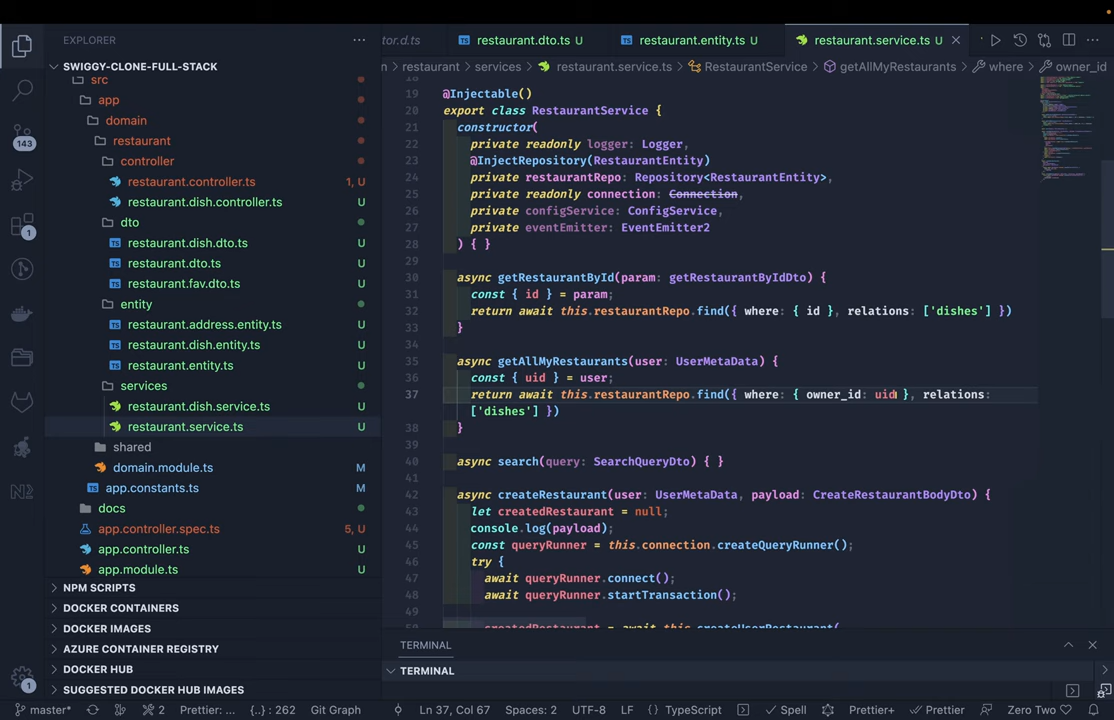 EXPLORER
tor.d.ts
restaurant.dto.ts U
restaurant.entity.ts U
restaurant.service.ts U
SWIGGY-CLONE-FULL-STACK
n > restaurant > services > restaurant.service.ts > RestaurantService > getAllMyRestaurants > where > owner_id
src
app
domain
restaurant
controller
restaurant.controller.ts 1, U
restaurant.dish.controller.ts U
dto
restaurant.dish.dto.ts U
restaurant.dto.ts U
restaurant.fav.dto.ts U
entity
restaurant.address.entity.ts U
restaurant.dish.entity.ts U
restaurant.entity.ts U
services
restaurant.dish.service.ts U
restaurant.service.ts U
shared
domain.module.ts M
app.constants.ts M
docs
app.controller.spec.ts 5, U
app.controller.ts U
app.module.ts M
NPM SCRIPTS
DOCKER CONTAINERS
DOCKER IMAGES
AZURE CONTAINER REGISTRY
DOCKER HUB
SUGGESTED DOCKER HUB IMAGES
143
1
1
18
19 @Injectable()
20 export class RestaurantService {
21 constructor(
22 private readonly logger: Logger,
23 @InjectRepository(RestaurantEntity)
24 private restaurantRepo: Repository<RestaurantEntity>,
25 private readonly connection: Connection,
26 private configService: ConfigService,
27 private eventEmitter: EventEmitter2
28 ) { }
29
30 async getRestaurantById(param: getRestaurantByIdDto) {
31 const { id } = param;
32 return await this.restaurantRepo.find({ where: { id }, relations: ['dishes'] })
33 }
34
35 async getAllMyRestaurants(user: UserMetaData) {
36 const { uid } = user;
37 return await this.restaurantRepo.find({ where: { owner_id: uid }, relations:
['dishes'] })
38 }
39
40 async search(query: SearchQueryDto) { }
41
42 async createRestaurant(user: UserMetaData, payload: CreateRestaurantBodyDto) {
43 let createdRestaurant = null;
44 console.log(payload);
45 const queryRunner = this.connection.createQueryRunner();
46 try {
47 await queryRunner.connect();
48 await queryRunner.startTransaction();
49
TERMINAL
TERMINAL
master* 2 Prettier: ... {..} : 262 Git Graph Ln 37, Col 67 Spaces: 2 UTF-8 LF {} TypeScript Spell Prettier+ Prettier Zero Two